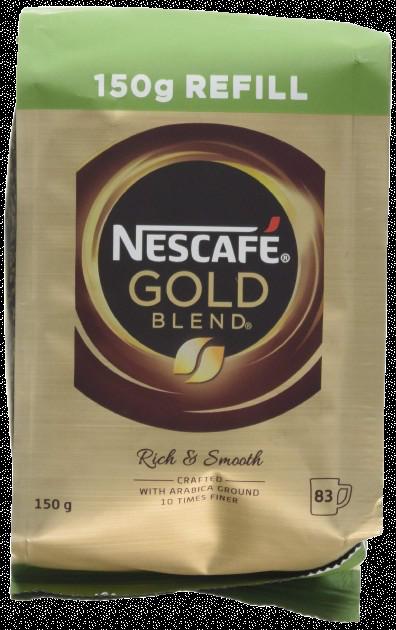 150g REFILL
NESCAFÉ®
GOLD
BLEND®
Rich & Smooth
CRAFTED
WITH ARABICA GROUND
10 TIMES FINER
150 g
83